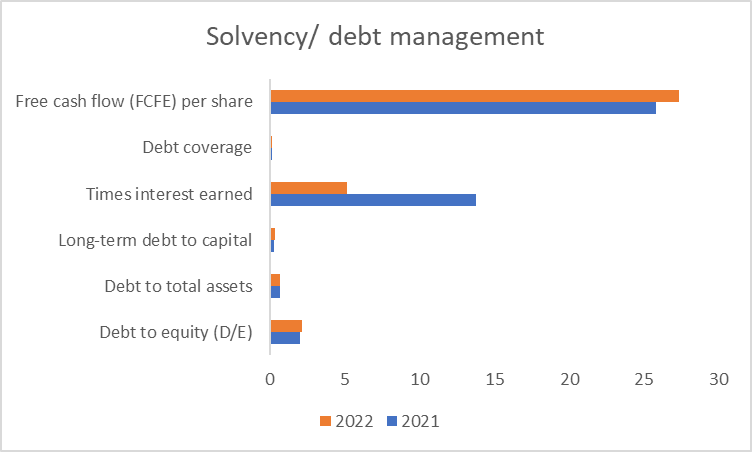 Solvency/ debt management
Free cash flow (FCFE) per share
Debt coverage
Times interest earned
Long-term debt to capital
Debt to total assets
Debt to equity (D/E)
0 5 10 15 20 25 30
2022 2021